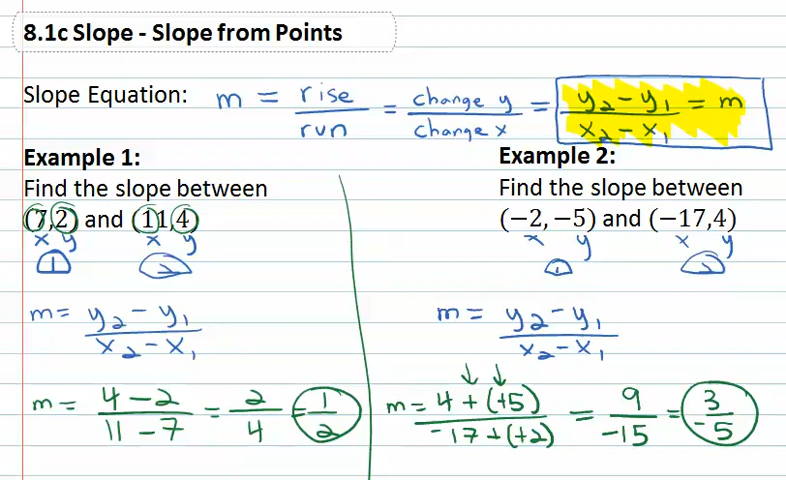 8.1c Slope - Slope from Points
Slope Equation: m = rise/run = change y/change x = y₂ - y₁/x₂ - x₁ = m
Example 1:
Find the slope between
(7,2) and (11,4)
x y x y
1 2
m = y₂ - y₁/x₂ - x₁
m = 4 - 2/11 - 7 = 2/4 = 1/2
Example 2:
Find the slope between
(−2, −5) and (−17,4)
x y x y
1 2
m = y₂ - y₁/x₂ - x₁
m = 4 + (+5)/-17 + (+2) = 9/-15 = 3/-5